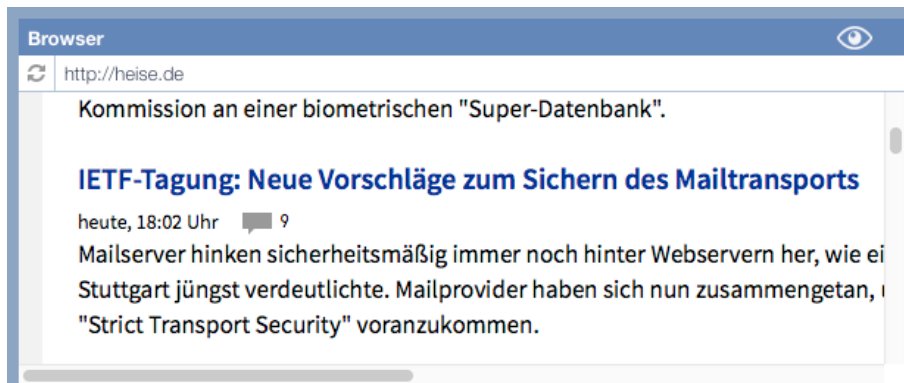 Browser
http://heise.de
Kommission an einer biometrischen "Super-Datenbank".
IETF-Tagung: Neue Vorschläge zum Sichern des Mailtransports
heute, 18:02 Uhr 9
Mailserver hinken sicherheitsmäßig immer noch hinter Webservern her, wie ei
Stuttgart jüngst verdeutlichte. Mailprovider haben sich nun zusammengetan,
"Strict Transport Security" voranzukommen.